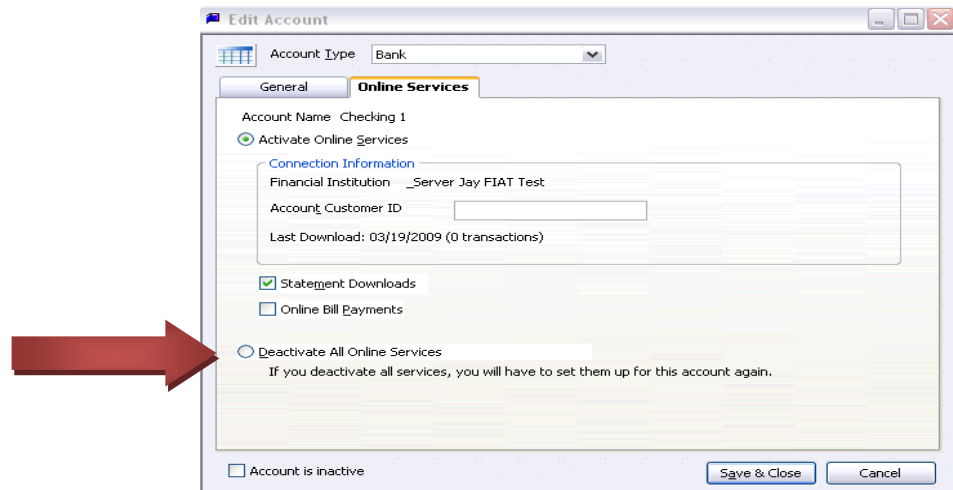 Edit Account
Account Type Bank
General Online Services
Account Name Checking 1
Activate Online Services
Connection Information
Financial Institution _Server Jay FIAT Test
Account Customer ID
Last Download: 03/19/2009 (0 transactions)
Statement Downloads
Online Bill Payments
Deactivate All Online Services
If you deactivate all services, you will have to set them up for this account again.
Account is inactive Save & Close Cancel